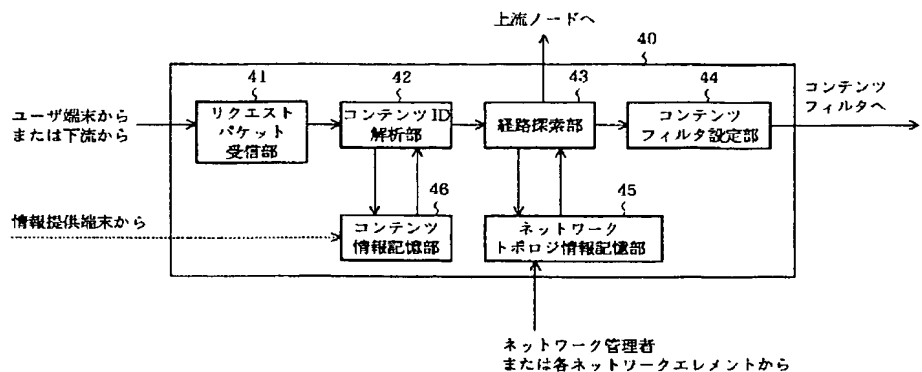 上流ノードへ
40
41
42
43
44
ユーザ端末から
または下流から
リクエスト
パケット
受信部
コンテンツID
解析部
経路探索部
コンテンツ
フィルタ設定部
コンテンツ
フィルタへ
46
45
情報提供端末から
コンテンツ
情報記憶部
ネットワーク
トポロジ情報記憶部
ネットワーク管理者
または各ネットワークエレメントから